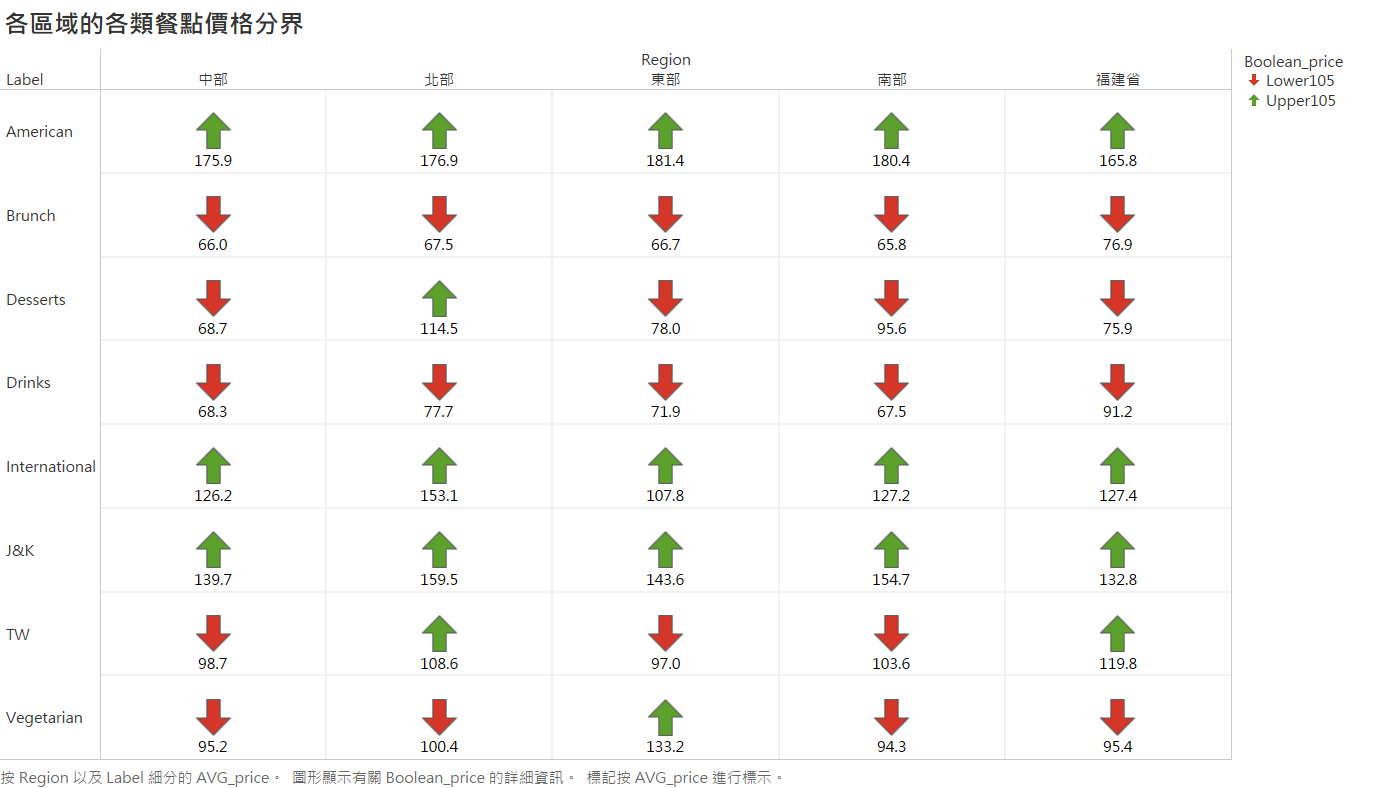 各區域的各類餐點價格分界
Region
Label 中部 北部 東部 南部 福建省
American
175.9 176.9 181.4 180.4 165.8
Brunch
66.0 67.5 66.7 65.8 76.9
Desserts
68.7 114.5 78.0 95.6 75.9
Drinks
68.3 77.7 71.9 67.5 91.2
International
126.2 153.1 107.8 127.2 127.4
J&K
139.7 159.5 143.6 154.7 132.8
TW
98.7 108.6 97.0 103.6 119.8
Vegetarian
95.2 100.4 133.2 94.3 95.4
Boolean_price
Lower105
Upper105
按 Region 以及 Label 細分的 AVG_price。 圖形顯示有關 Boolean_price 的詳細資訊。 標記按 AVG_price 進行標示。